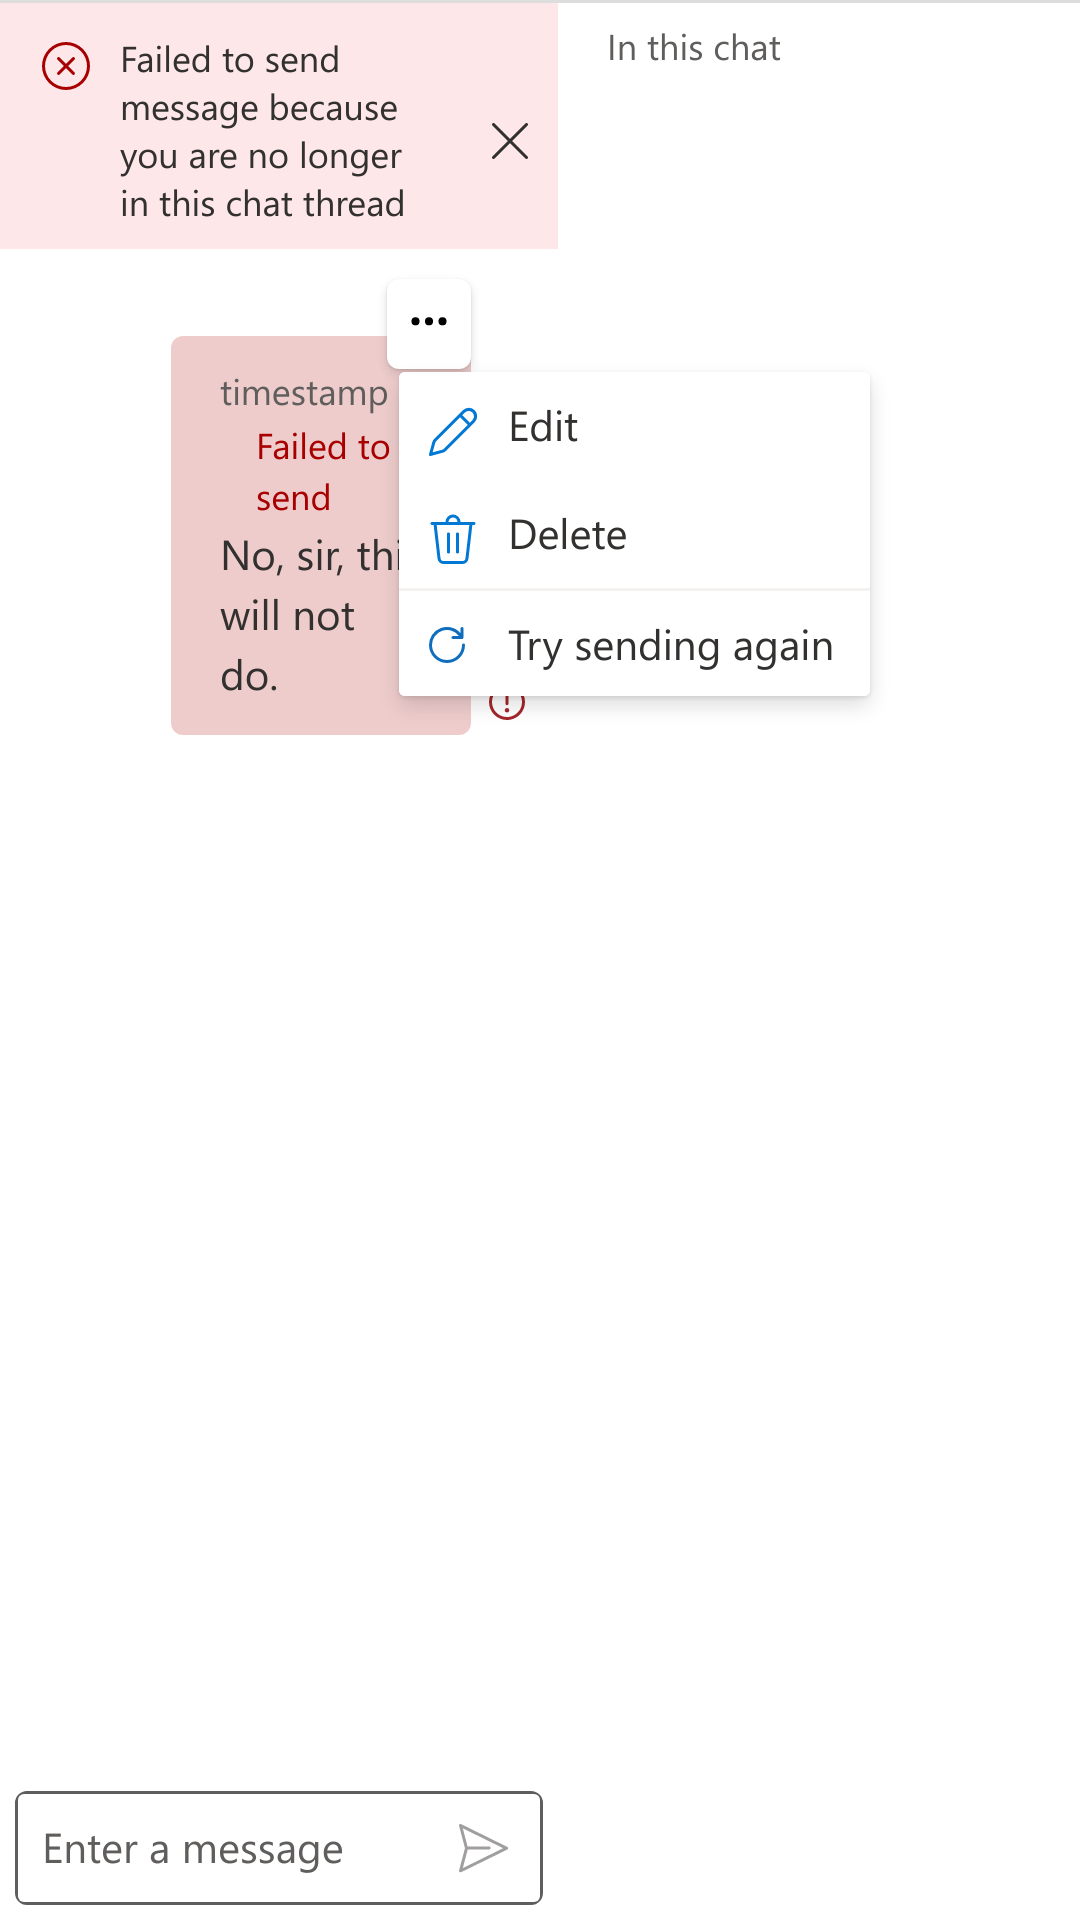 Failed to send
message because
you are no longer
in this chat thread
In this chat
timestamp
Failed to
send
No, sir,
will not
do.
Edit
Delete
Try sending again
Enter a message